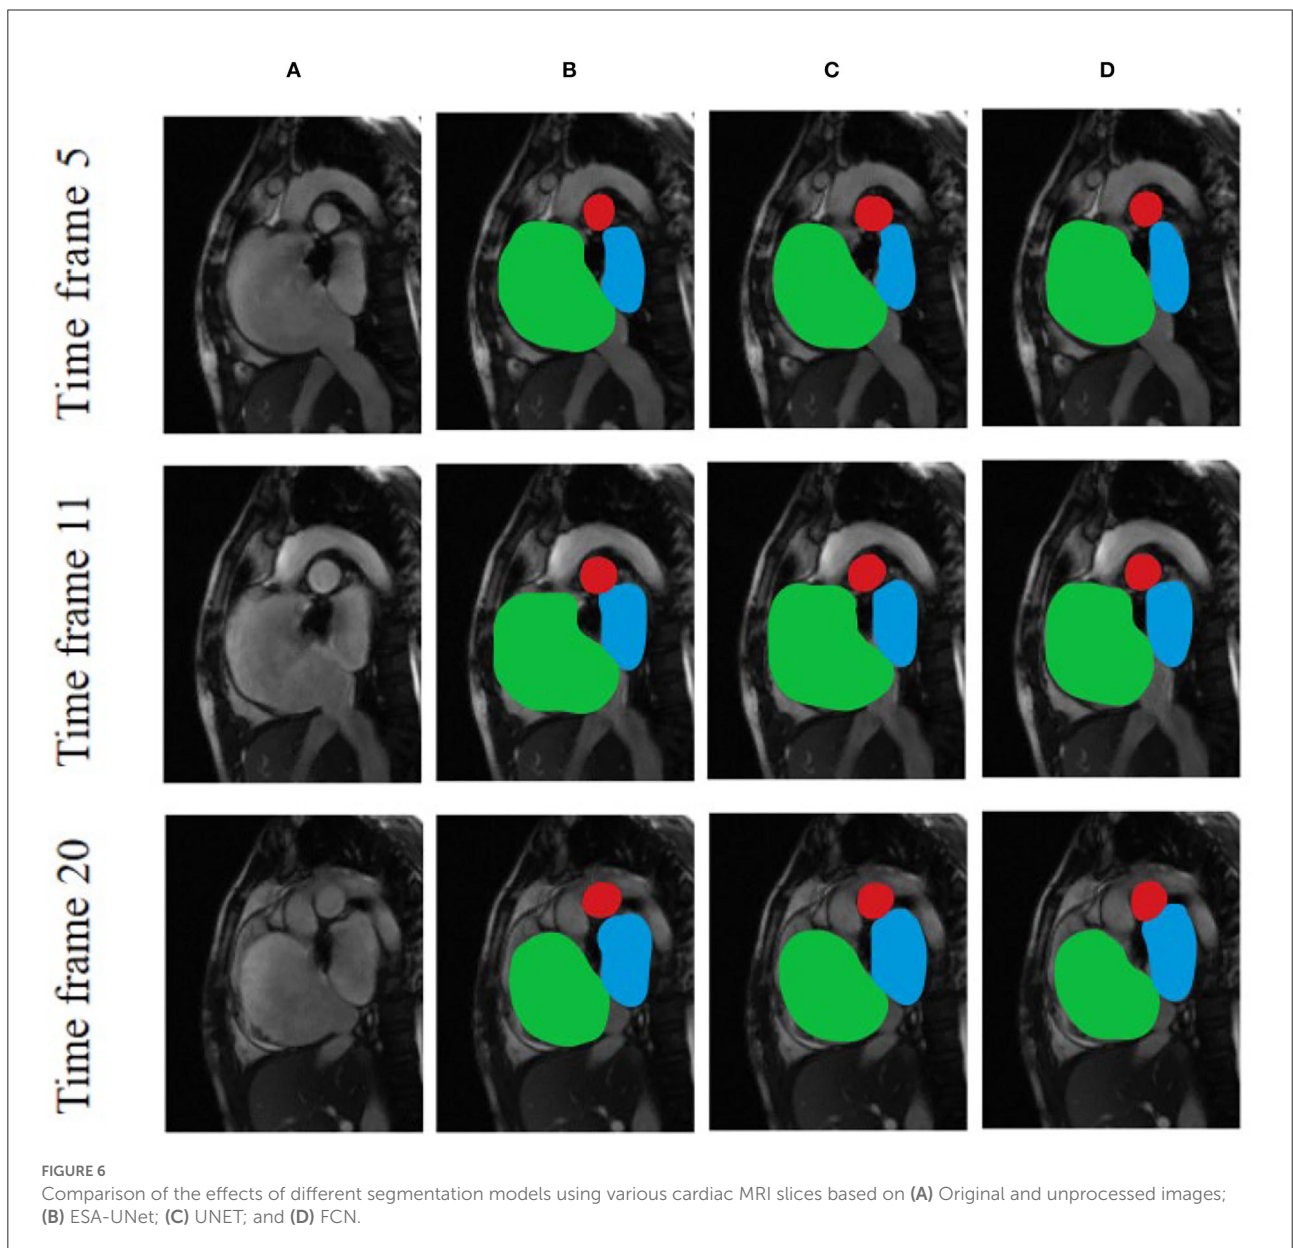 A B C D
Time frame 5
Time frame 11
Time frame 20
FIGURE 6
Comparison of the effects of different segmentation models using various cardiac MRI slices based on (A) Original and unprocessed images;
(B) ESA-UNet; (C) UNET; and (D) FCN.